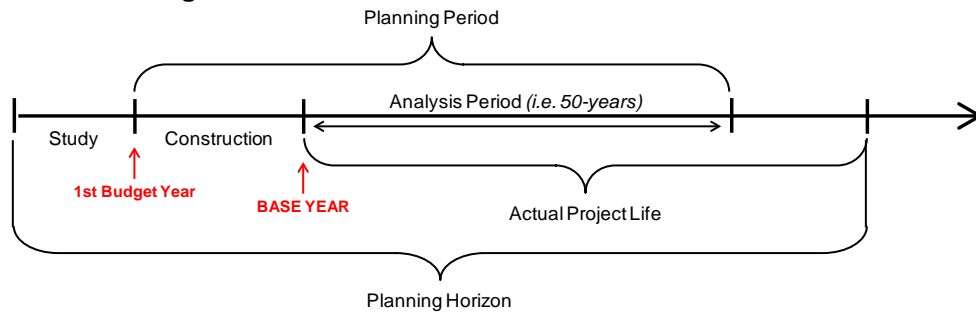 Planning Period
Analysis Period (i.e. 50-years)
Study
Construction
1st Budget Year
BASE YEAR
Actual Project Life
Planning Horizon